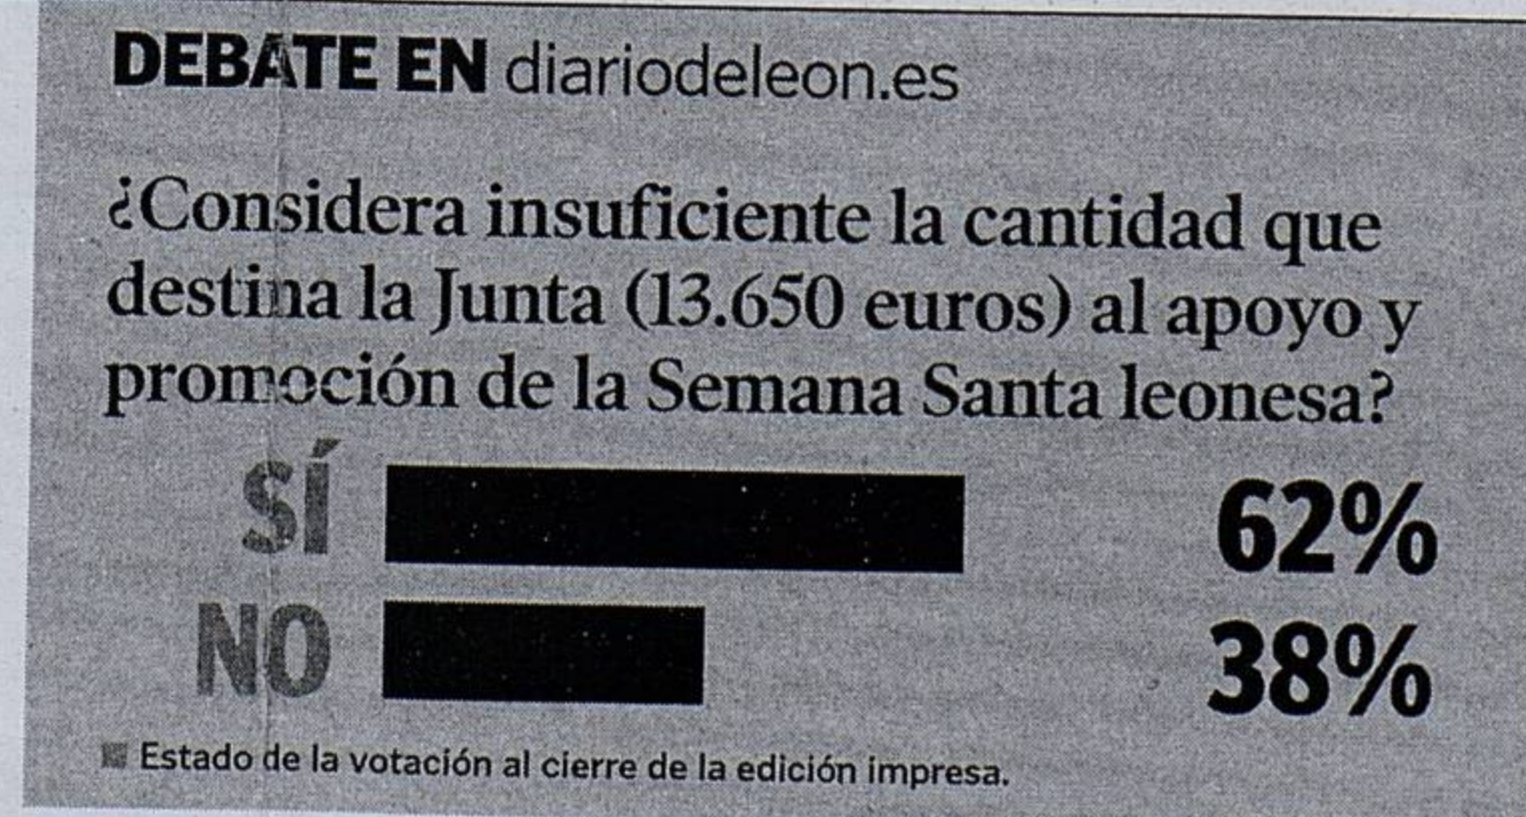 DEBATE EN diariodeleon.es
¿Considera insuficiente la cantidad que
destina la Junta (13.650 euros) al apoyo y
promoción de la Semana Santa leonesa?
SÍ 62%
NO 38%
Estado de la votación al cierre de la edición impresa.